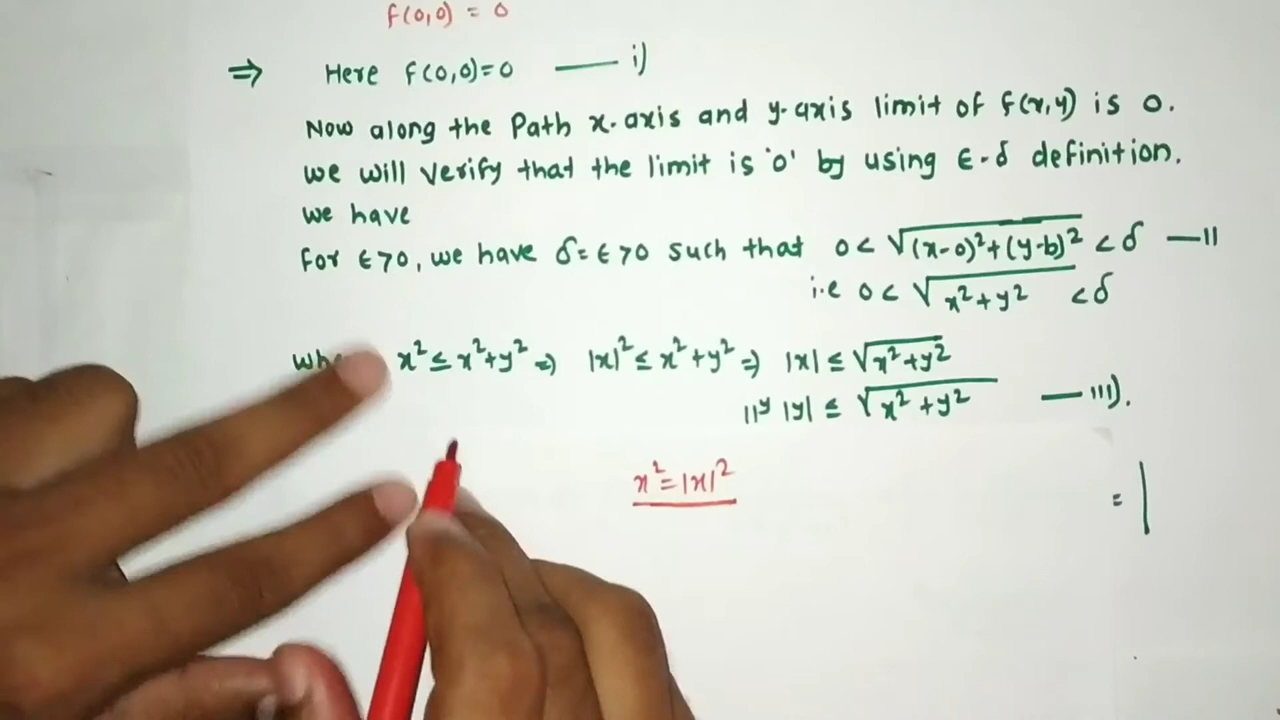 f(0,0) = 0
⇒ Here f(0,0)=0 —— i)
Now along the Path x-axis and y-axis limit of f(x,y) is 0.
we will verify that the limit is '0' by using ϵ-δ definition.
we have
for ϵ>0, we have δ=ϵ>0 such that 0<√(x-0)²+(y-b)² <δ —II
i.e 0<√x²+y² <δ
x²≤x²+y² ⇒ |x|²≤x²+y² ⇒ |x|≤√x²+y²
||ly |y|≤√x²+y² — III).
x²=|x|²
= |